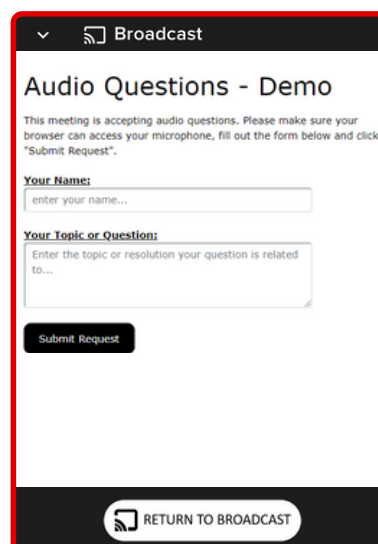 Broadcast
Audio Questions - Demo
This meeting is accepting audio questions. Please make sure your
browser can access your microphone, fill out the form below and click
"Submit Request".
Your Name:
enter your name...
Your Topic or Question:
Enter the topic or resolution your question is related
to...
Submit Request
RETURN TO BROADCAST